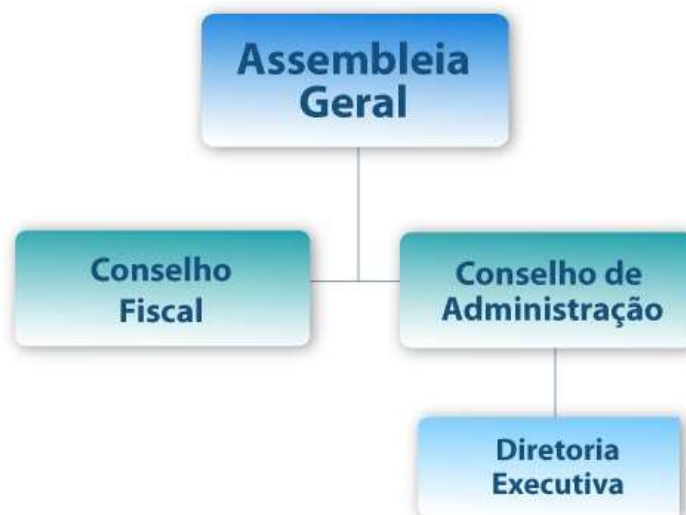 Assembleia
Geral
Conselho
Fiscal
Conselho de
Administração
Diretoria
Executiva